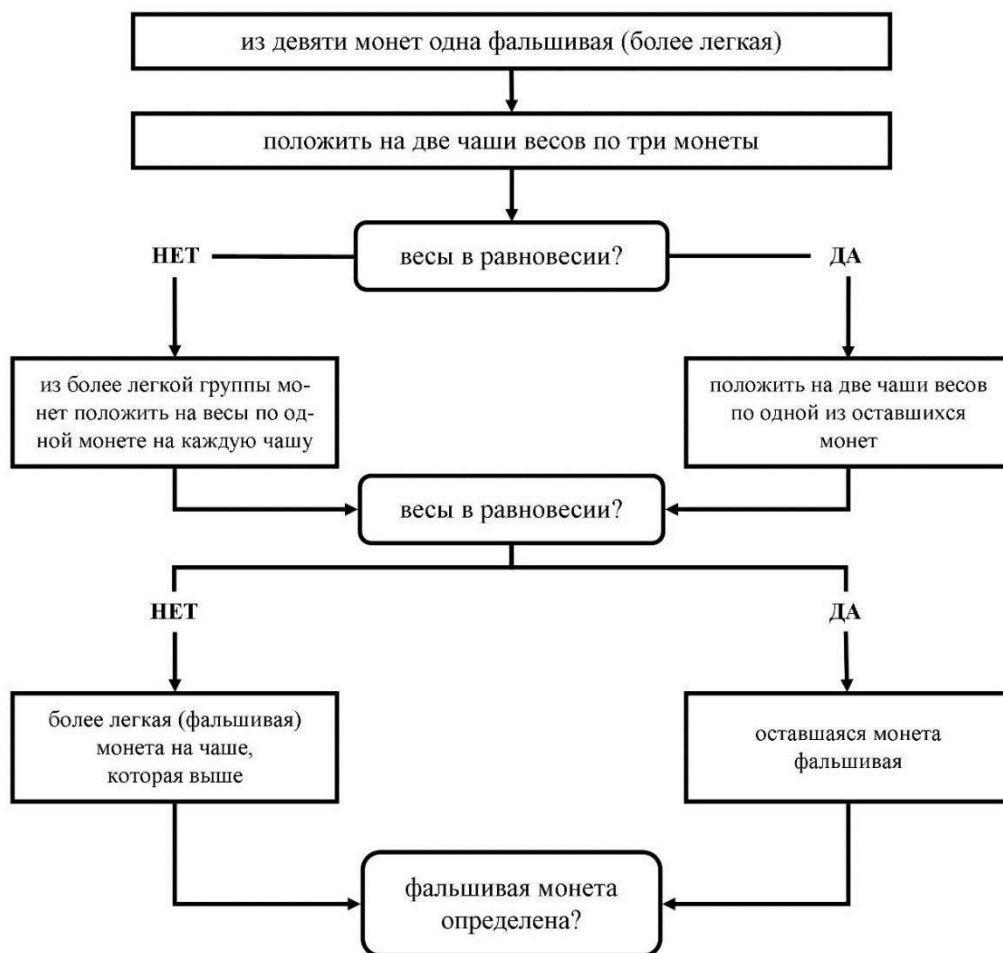 из девяти монет одна фальшивая (более легкая)
положить на две чаши весов по три монеты
весы в равновесии?
НЕТ
ДА
из более легкой группы мо-
нет положить на весы по од-
ной монете на каждую чашу
положить на две чаши весов
по одной из оставшихся
монет
весы в равновесии?
НЕТ
ДА
более легкая (фальшивая)
монета на чаше,
которая выше
оставшаяся монета
фальшивая
фальшивая монета
определена?